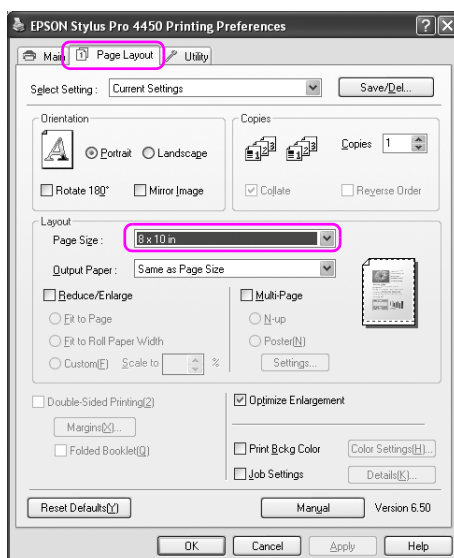 EPSON Stylus Pro 4450 Printing Preferences
Main Page Layout Utility
Select Setting : Current Settings Save/Del...
Orientation
Portrait Landscape
Rotate 180° Mirror Image
Copies
Copies 1
Collate Reverse Order
Layout
Page Size : 8 x 10 in
Output Paper : Same as Page Size
Reduce/Enlarge
Fit to Page
Fit to Roll Paper Width
Custom(F) Scale to %
Multi-Page
N-up
Poster(N)
Settings...
Double-Sided Printing(2)
Margins(X)...
Folded Booklet(Q)
Optimize Enlargement
Print Bckg Color Color Settings(H)...
Job Settings Details(K)...
Reset Defaults(Y) Manual Version 6.50
OK Cancel Apply Help